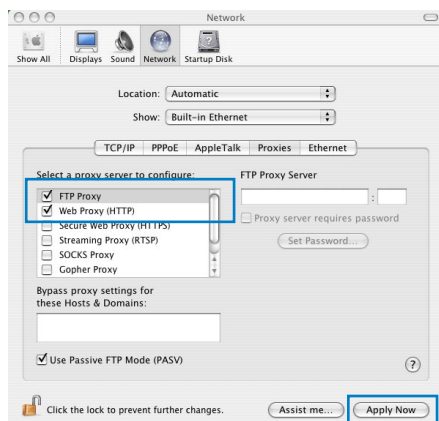 Network
Show All Displays Sound Network Startup Disk
Location: Automatic
Show: Built-in Ethernet
TCP/IP PPPoE AppleTalk Proxies Ethernet
Select a proxy server to configure: FTP Proxy Server
FTP Proxy
Web Proxy (HTTP)
:
Secure Web Proxy (HTTPS)
Proxy server requires password
Streaming Proxy (RTSP)
Set Password...
SOCKS Proxy
Gopher Proxy
Bypass proxy settings for
these Hosts & Domains:
Use Passive FTP Mode (PASV)
?
Click the lock to prevent further changes. Assist me... Apply Now